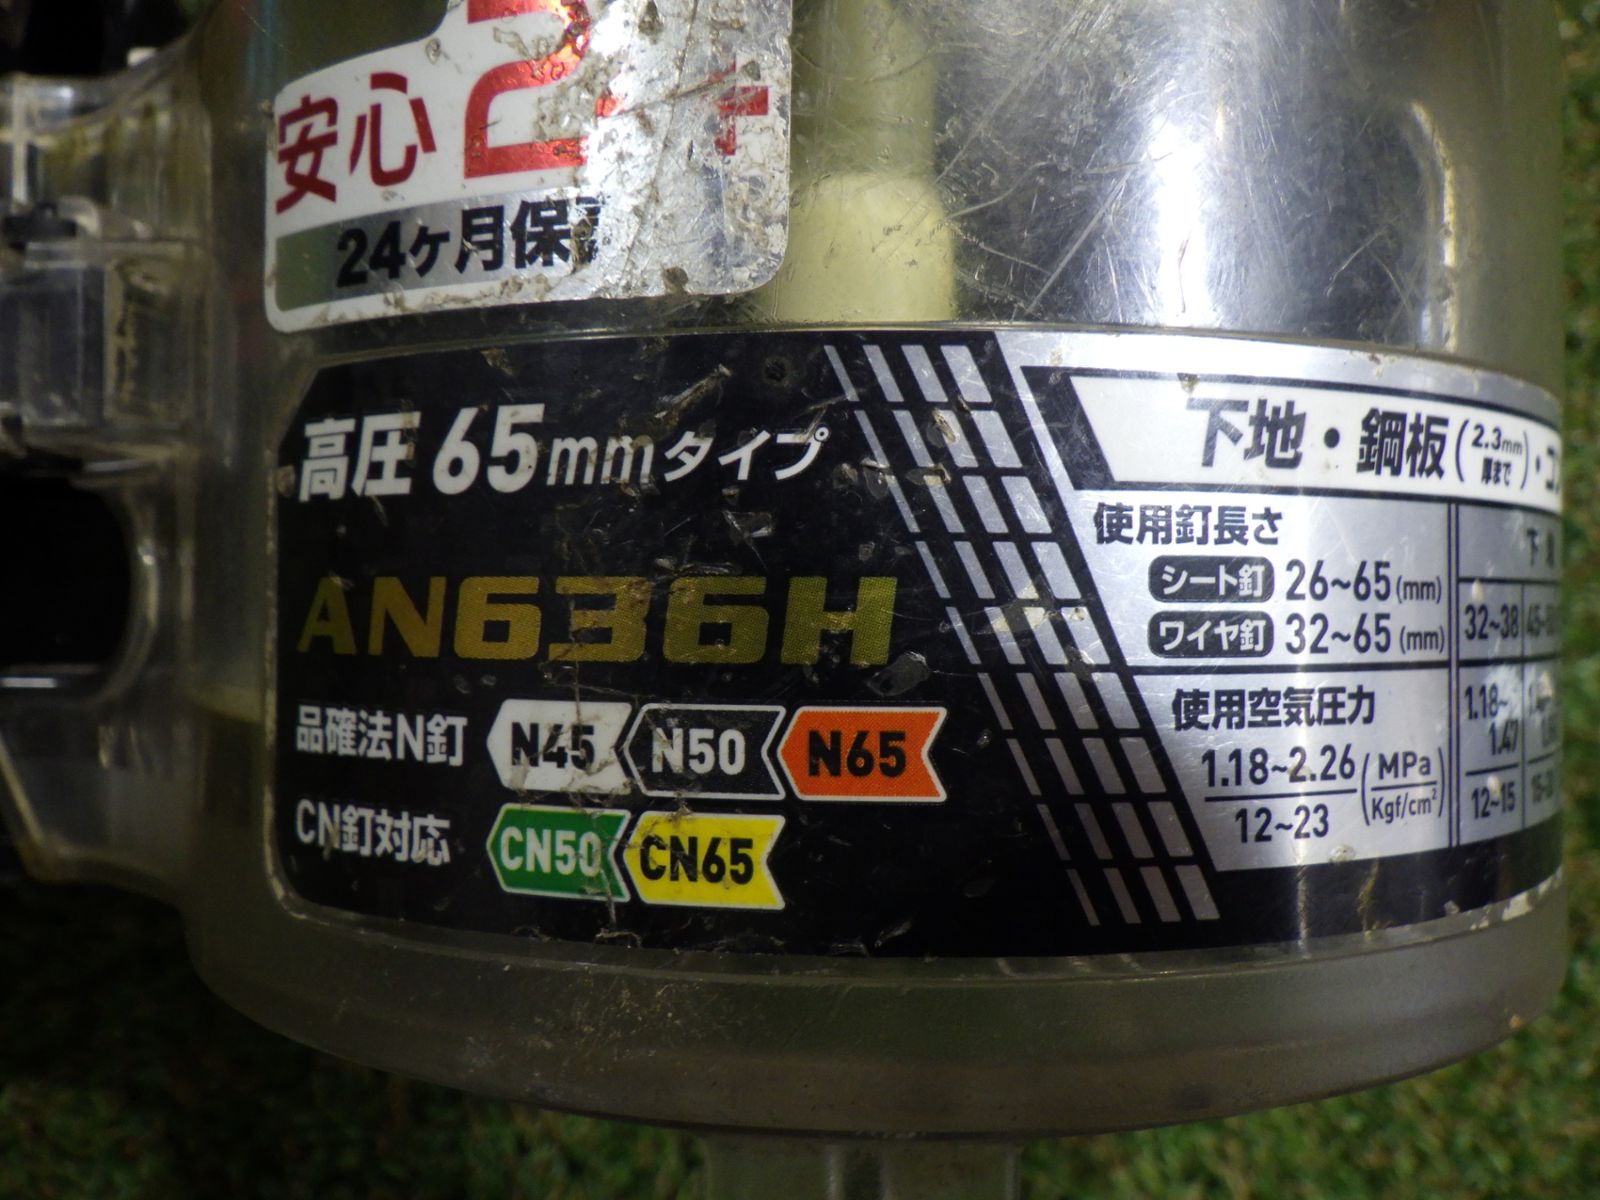 安心2
24ヶ月保
高圧65mmタイプ
AN636H
品確法N釘 N45 N50 N65
CN釘対応 CN50 CN65
下地・鋼板(2.3mm厚まで)・コ
使用釘長さ
シート釘 26~65(mm)
ワイヤ釘 32~65(mm)
下
32~38
使用空気圧力
1.18~2.26 (MPa
12~23 Kgf/cm²)
1.18~
1.47
12~15